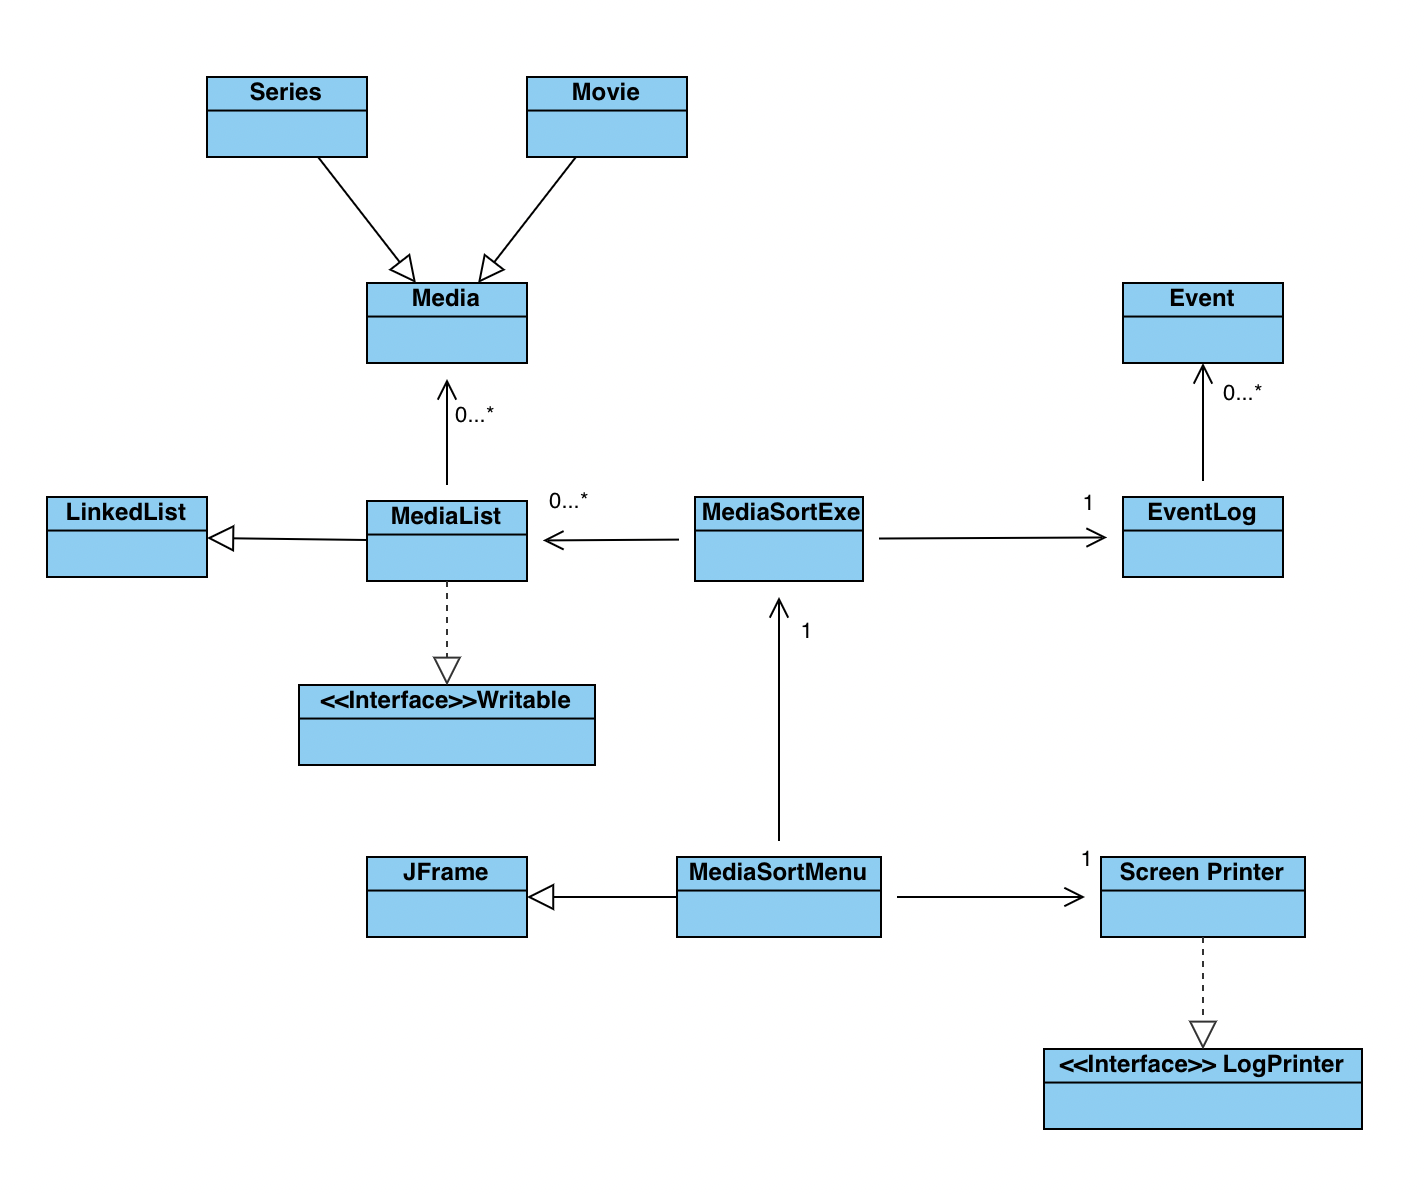 Series
Movie
Media
Event
0...*
0...*
LinkedList
MediaList
0...*
MediaSortExe
1
EventLog
1
<<Interface>>Writable
JFrame
MediaSortMenu
1
Screen Printer
<<Interface>> LogPrinter